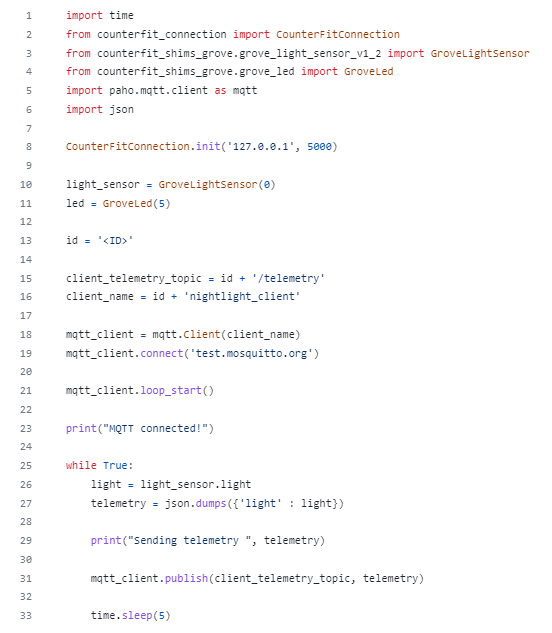 1 import time
2 from counterfit_connection import CounterFitConnection
3 from counterfit_shims_grove.grove_light_sensor_v1_2 import GroveLightSensor
4 from counterfit_shims_grove.grove_led import GroveLed
5 import paho.mqtt.client as mqtt
6 import json
7
8 CounterFitConnection.init('127.0.0.1', 5000)
9
10 light_sensor = GroveLightSensor(0)
11 led = GroveLed(5)
12
13 id = '<ID>'
14
15 client_telemetry_topic = id + '/telemetry'
16 client_name = id + 'nightlight_client'
17
18 mqtt_client = mqtt.Client(client_name)
19 mqtt_client.connect('test.mosquitto.org')
20
21 mqtt_client.loop_start()
22
23 print("MQTT connected!")
24
25 while True:
26     light = light_sensor.light
27     telemetry = json.dumps({'light' : light})
28
29     print("Sending telemetry ", telemetry)
30
31     mqtt_client.publish(client_telemetry_topic, telemetry)
32
33     time.sleep(5)